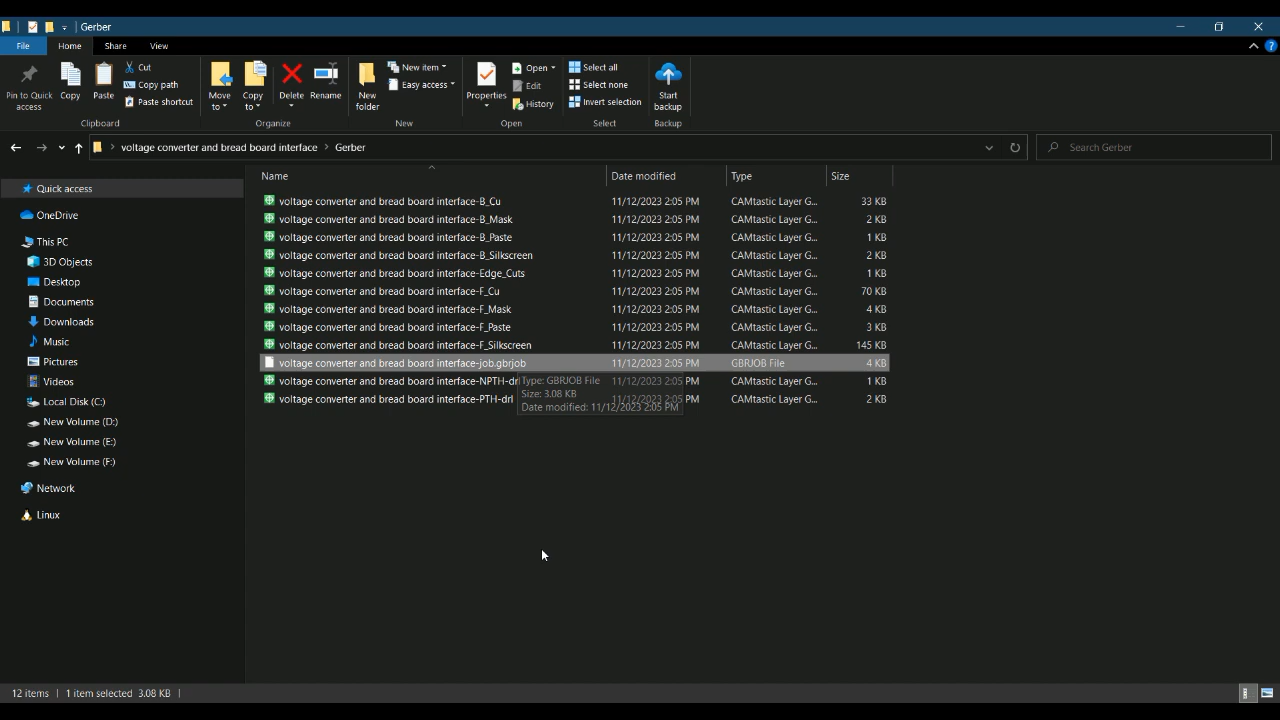 Gerber
File Home Share View
Pin to Quick access
Copy
Paste
Cut
Copy path
Paste shortcut
Clipboard
Move to
Copy to
Delete
Rename
Organize
New folder
New item
Easy access
New
Properties
Open
Edit
History
Open
Select all
Select none
Invert selection
Select
Start backup
Backup
voltage converter and bread board interface > Gerber
Search Gerber
Quick access
OneDrive
This PC
3D Objects
Desktop
Documents
Downloads
Music
Pictures
Videos
Local Disk (C:)
New Volume (D:)
New Volume (E:)
New Volume (F:)
Network
Linux
Name Date modified Type Size
voltage converter and bread board interface-B_Cu 11/12/2023 2:05 PM CAMtastic Layer G... 33 KB
voltage converter and bread board interface-B_Mask 11/12/2023 2:05 PM CAMtastic Layer G... 2 KB
voltage converter and bread board interface-B_Paste 11/12/2023 2:05 PM CAMtastic Layer G... 1 KB
voltage converter and bread board interface-B_Silkscreen 11/12/2023 2:05 PM CAMtastic Layer G... 2 KB
voltage converter and bread board interface-Edge_Cuts 11/12/2023 2:05 PM CAMtastic Layer G... 1 KB
voltage converter and bread board interface-F_Cu 11/12/2023 2:05 PM CAMtastic Layer G... 70 KB
voltage converter and bread board interface-F_Mask 11/12/2023 2:05 PM CAMtastic Layer G... 4 KB
voltage converter and bread board interface-F_Paste 11/12/2023 2:05 PM CAMtastic Layer G... 3 KB
voltage converter and bread board interface-F_Silkscreen 11/12/2023 2:05 PM CAMtastic Layer G... 145 KB
voltage converter and bread board interface-job.gbrjob 11/12/2023 2:05 PM GBRJOB File 4 KB
voltage converter and bread board interface-NPTH-drl 11/12/2023 2:05 PM CAMtastic Layer G... 1 KB
voltage converter and bread board interface-PTH-drl 11/12/2023 2:05 PM CAMtastic Layer G... 2 KB
Type: GBRJOB File
Size: 3.08 KB
Date modified: 11/12/2023 2:05 PM
12 items 1 item selected 3.08 KB